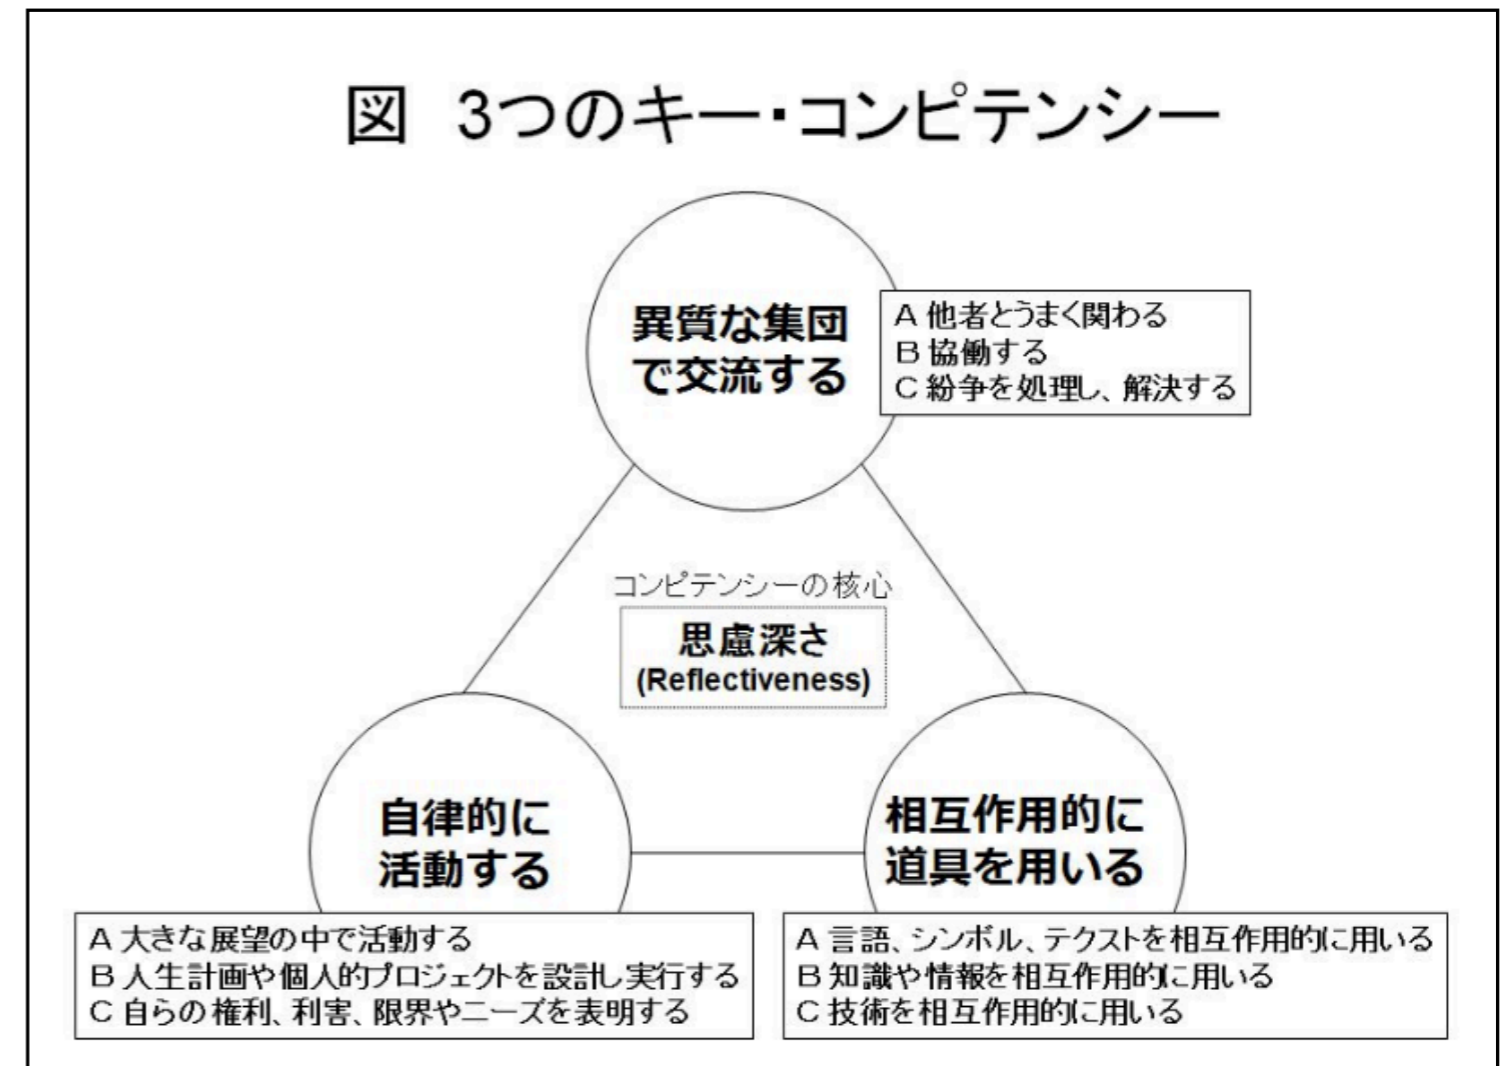 図　3つのキー・コンピテンシー
異質な集団
で交流する
A 他者とうまく関わる
B 協働する
C 紛争を処理し、解決する
コンピテンシーの核心
思慮深さ
(Reflectiveness)
自律的に
活動する
相互作用的に
道具を用いる
A 大きな展望の中で活動する
B 人生計画や個人的プロジェクトを設計し実行する
C 自らの権利、利害、限界やニーズを表明する
A 言語、シンボル、テクストを相互作用的に用いる
B 知識や情報を相互作用的に用いる
C 技術を相互作用的に用いる